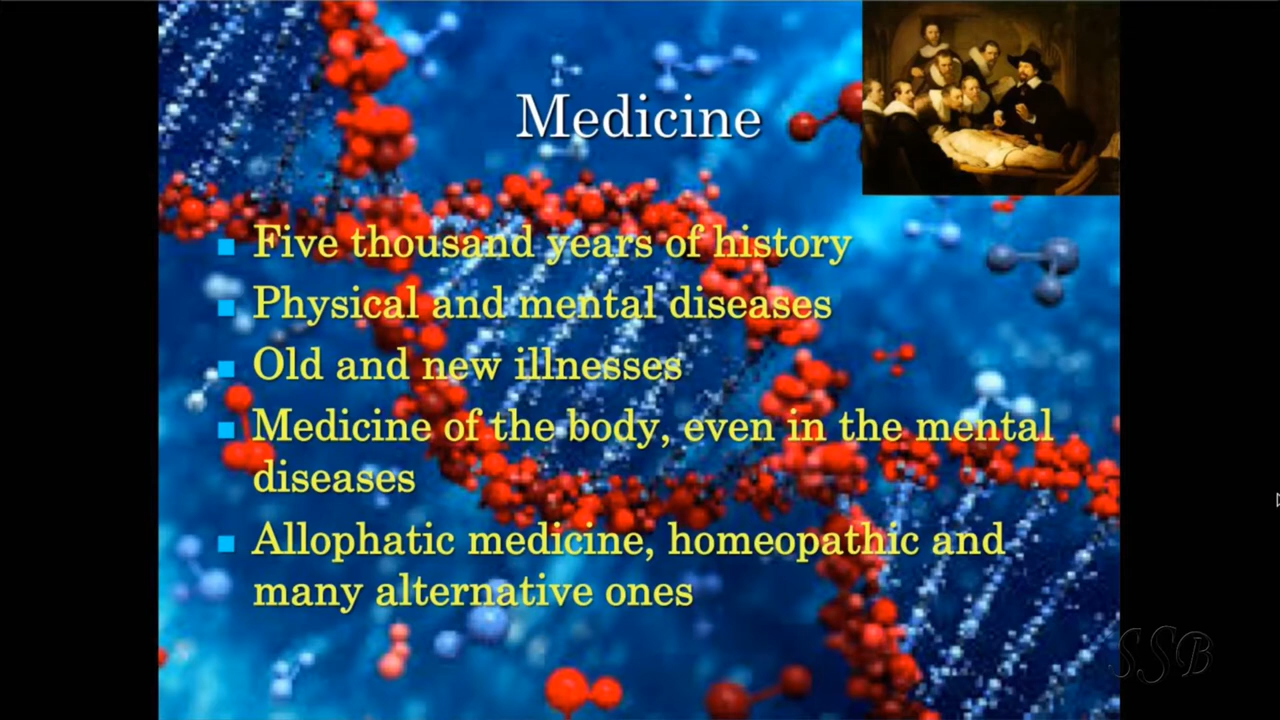 Medicine
Five thousand years of history
Physical and mental diseases
Old and new illnesses
Medicine of the body, even in the mental
diseases
Allophatic medicine, homeopathic and
many alternative ones
SSB